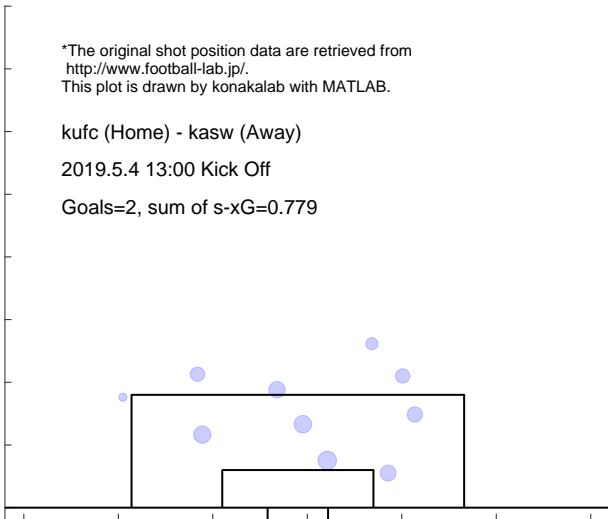 *The original shot position data are retrieved from
http://www.football-lab.jp/.
This plot is drawn by konakalab with MATLAB.
kufc (Home) - kasw (Away)
2019.5.4 13:00 Kick Off
Goals=2, sum of s-xG=0.779